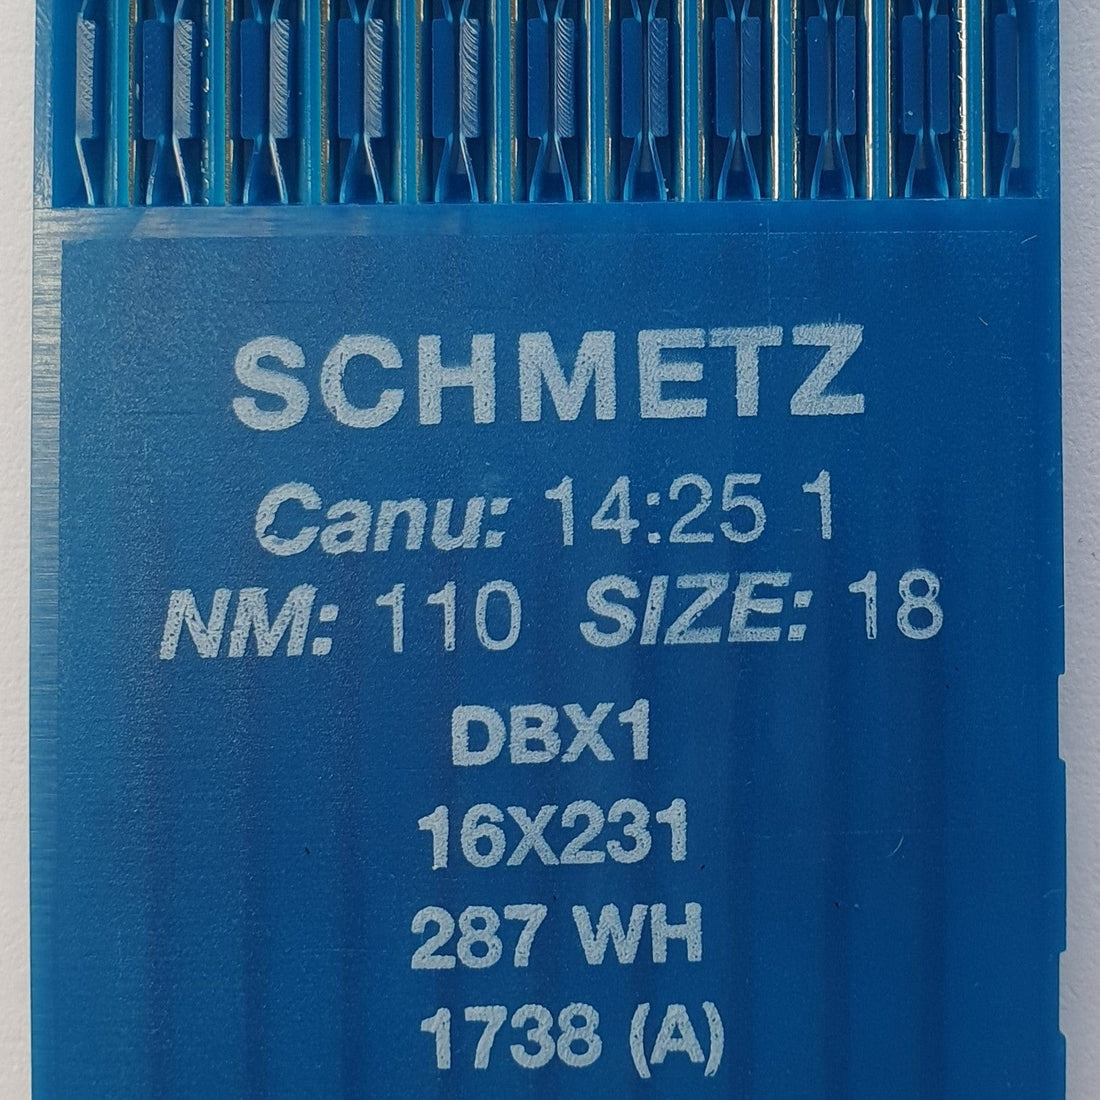 SCHMETZ
Canu: 14:25 1
NM: 110 SIZE: 18
DBX1
16X231
287 WH
1738 (A)